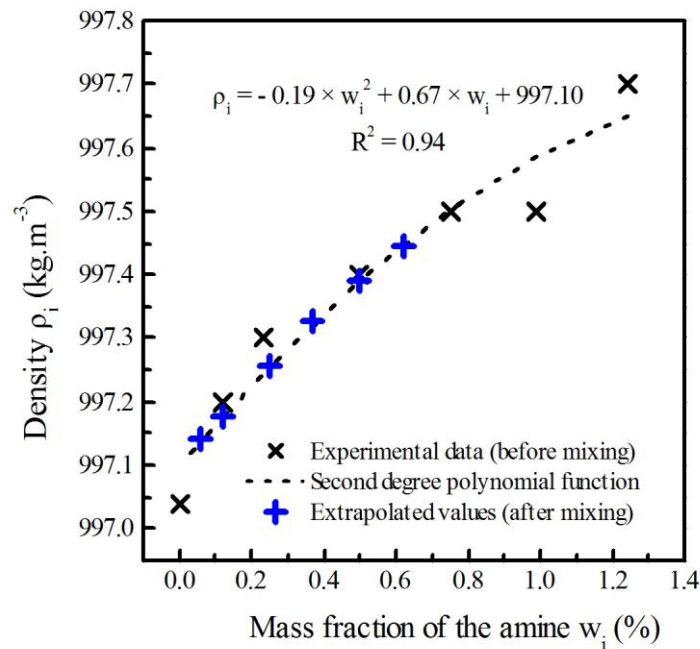 997.8
997.7
997.6
997.5
997.4
997.3
997.2
997.1
997.0
Density ρi (kg.m-3)
ρi = - 0.19 × wi2 + 0.67 × wi + 997.10
R2 = 0.94
Experimental data (before mixing)
Second degree polynomial function
Extrapolated values (after mixing)
0.0 0.2 0.4 0.6 0.8 1.0 1.2 1.4
Mass fraction of the amine wi (%)